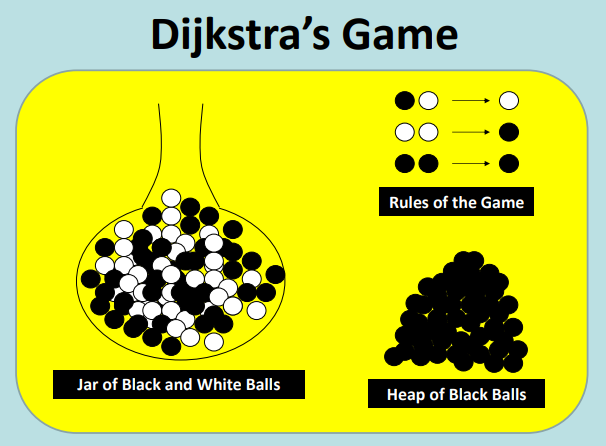 Dijkstra’s Game
Rules of the Game
Jar of Black and White Balls
Heap of Black Balls